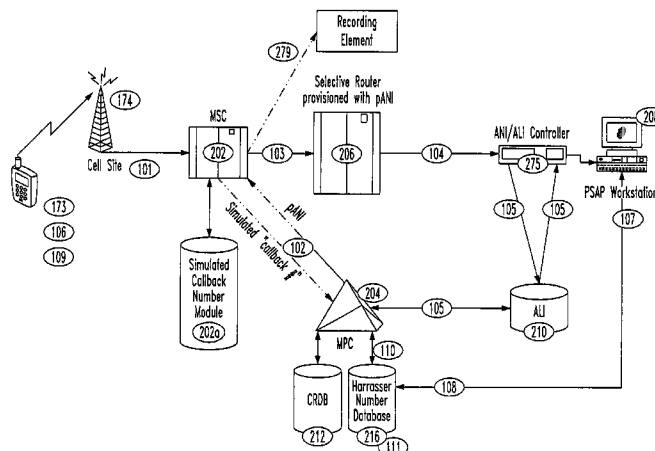 279
Recording
Element
174
Cell Site
101
173
106
109
MSC
202
103
Selective Router
provisioned with pANI
206
104
ANI/ALI Controller
275
208
PSAP Workstation
107
105
105
pANI
102
Simulated "callback #"
Simulated
Callback
Number
Module
202a
204
MPC
105
ALI
210
110
108
CRDB
212
Harrasser
Number
Database
216
111